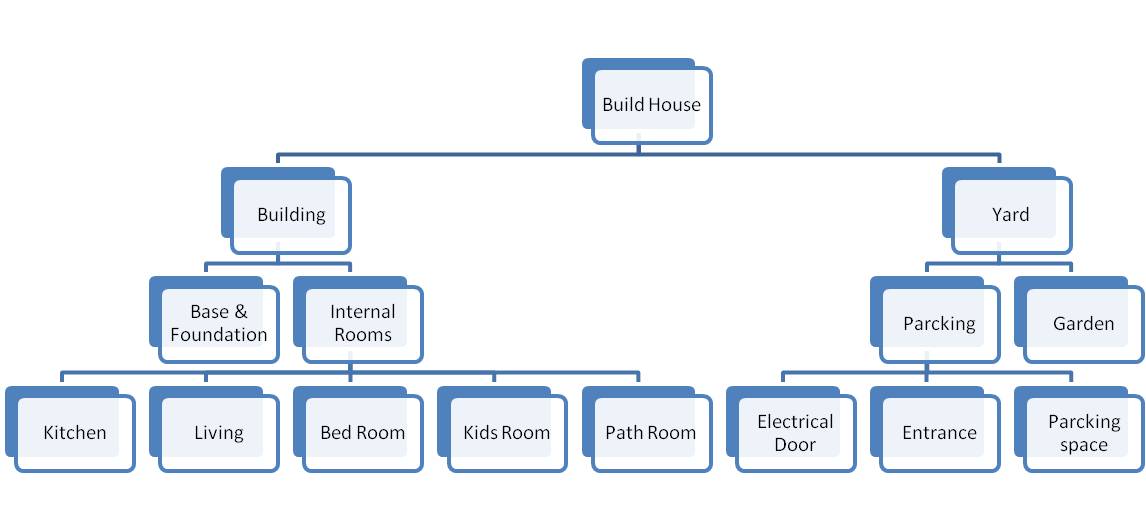 Build House
Building
Yard
Base &
Foundation
Internal
Rooms
Parcking
Garden
Kitchen
Living
Bed Room
Kids Room
Path Room
Electrical
Door
Entrance
Parcking
space